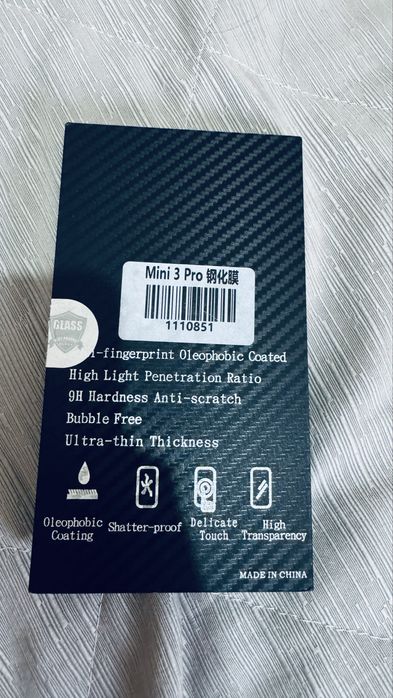 Mini 3 Pro 钢化膜
1110851
GLASS
-fingerprint Oleophobic Coated
High Light Penetration Ratio
9H Hardness Anti-scratch
Bubble Free
Ultra-thin Thickness
Oleophobic
Coating
Shatter-proof
Delicate
Touch
High
Transparency
MADE IN CHINA